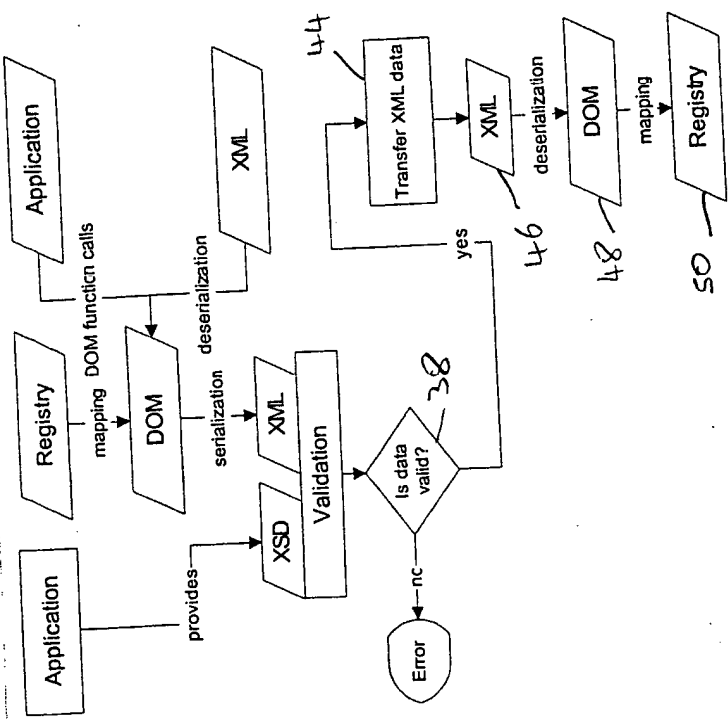 Application
provides
Registry
mapping
Application
DOM function calls
DOM
XML
deserialization
serialization
XSD
XML
Validation
Is data
valid?
38
nc
Error
yes
44
Transfer XML data
XML
46
deserialization
DOM
48
mapping
Registry
50